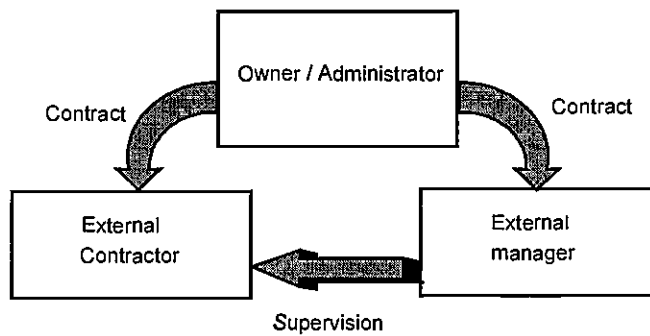 Owner / Administrator
Contract
Contract
External
Contractor
External
manager
Supervision